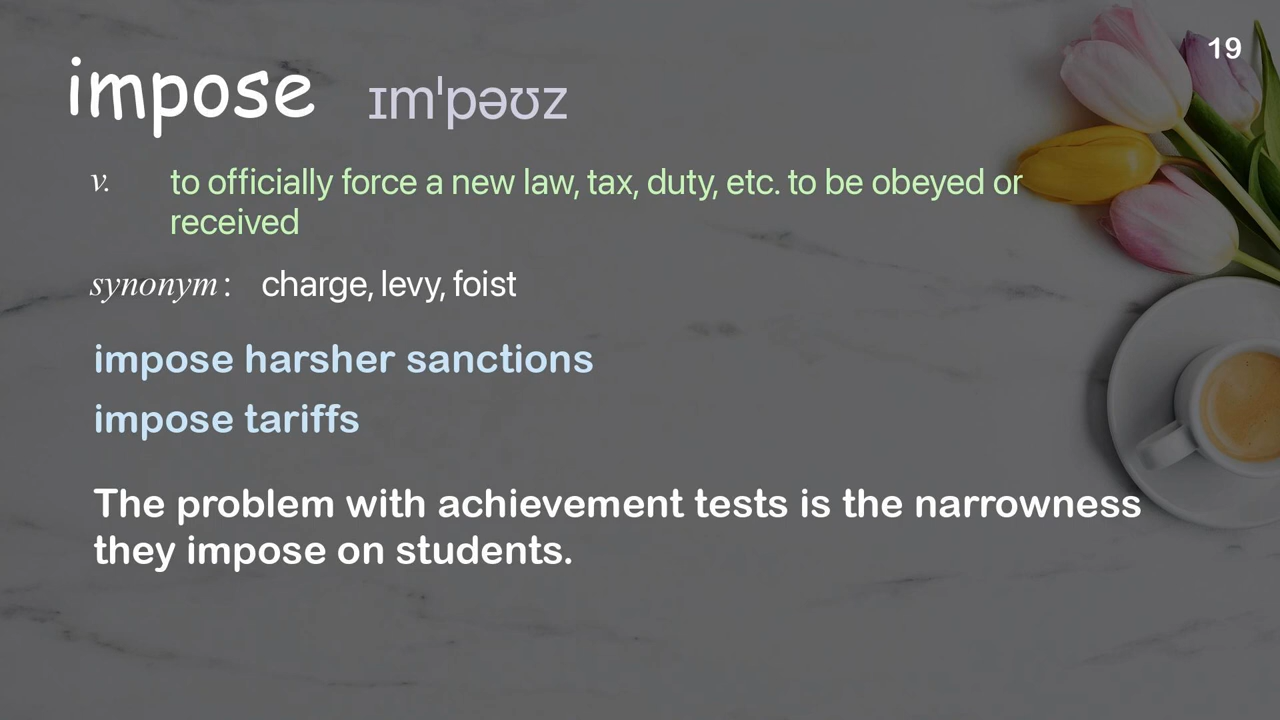 19
impose ɪmˈpəʊz
v. to officially force a new law, tax, duty, etc. to be obeyed or
received
synonym: charge, levy, foist
impose harsher sanctions
impose tariffs
The problem with achievement tests is the narrowness
they impose on students.